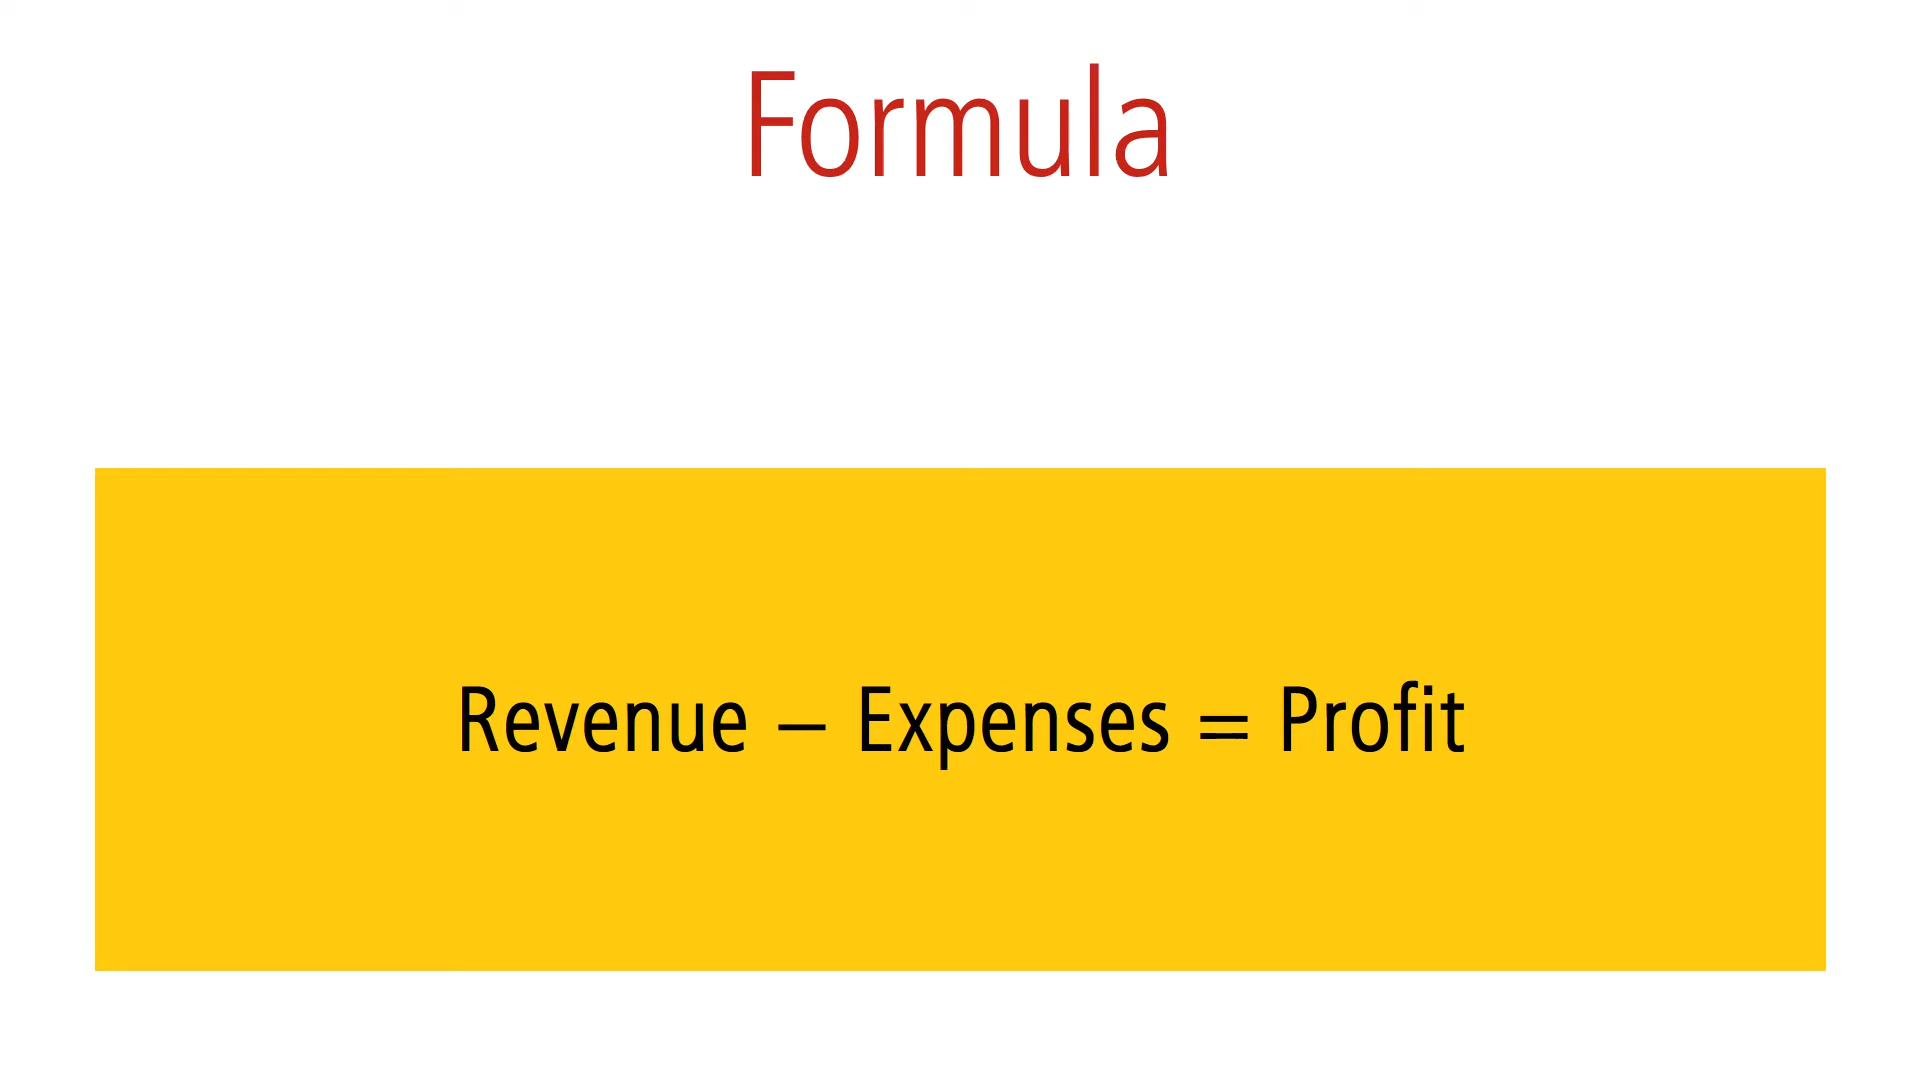 Formula
Revenue – Expenses = Profit